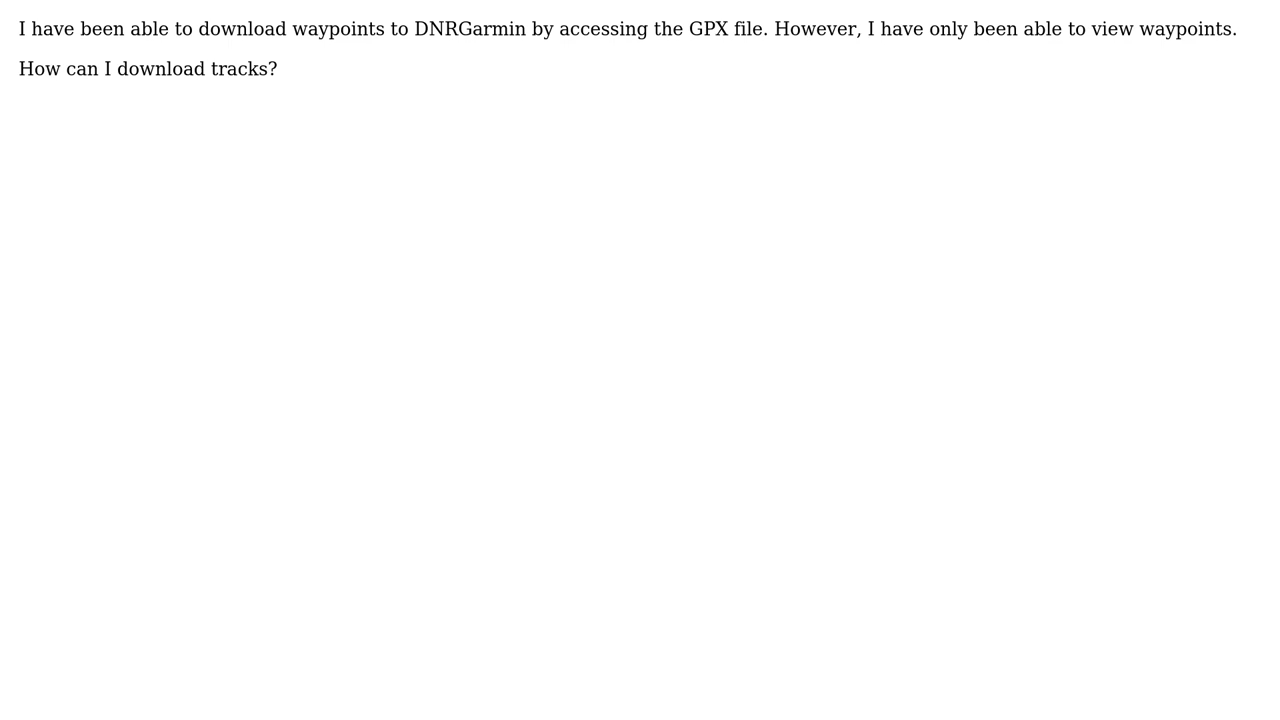 I have been able to download waypoints to DNRGarmin by accessing the GPX file. However, I have only been able to view waypoints.
How can I download tracks?